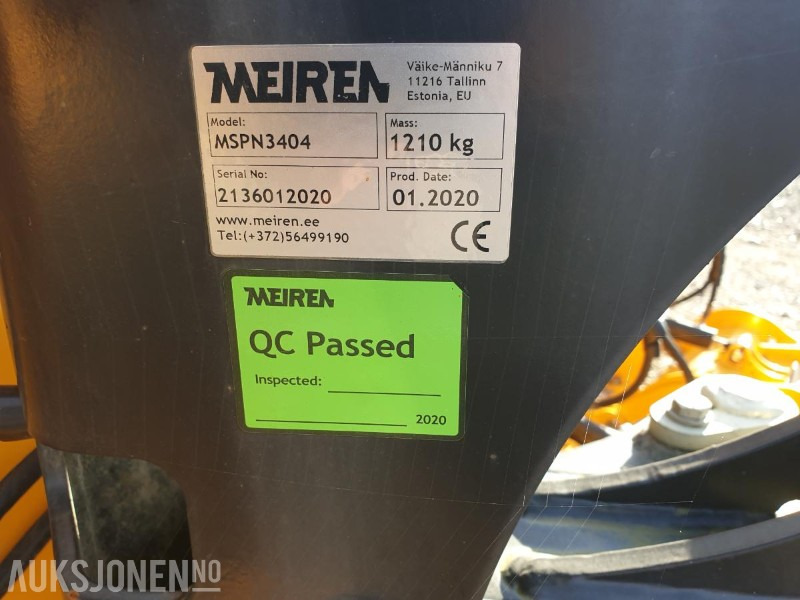 MEIREN
Väike-Männiku 7
11216 Tallinn
Estonia, EU
Model:
MSPN3404
Mass:
1210 kg
Serial No:
2136012020
Prod. Date:
01.2020
www.meiren.ee
Tel:(+372)56499190
CE
MEIREN
QC Passed
Inspected:
2020
AUKSJONEN.NO